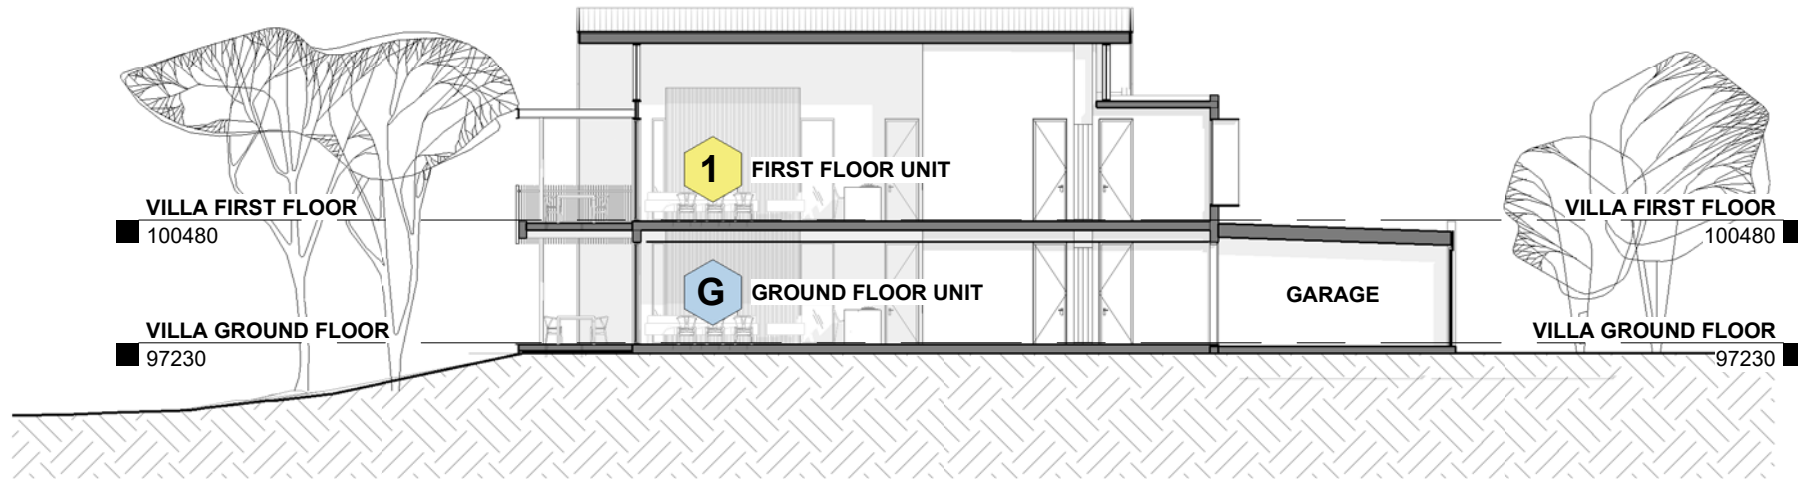 1 FIRST FLOOR UNIT
VILLA FIRST FLOOR
100480
VILLA FIRST FLOOR
100480
G GROUND FLOOR UNIT
GARAGE
VILLA GROUND FLOOR
97230
VILLA GROUND FLOOR
97230